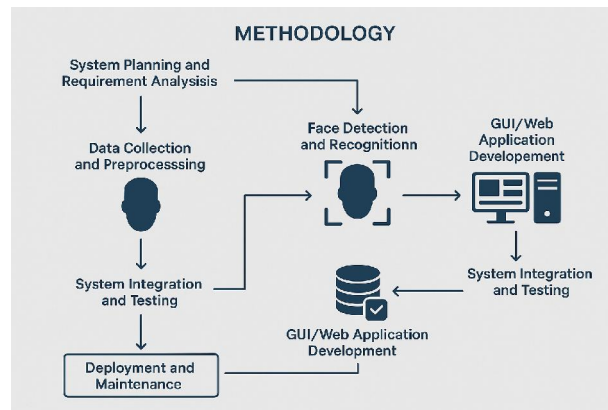 METHODOLOGY
System Planning and
Requirement Analysisis
Data Collection
and Preprocesssing
System Integration
and Testing
Deployment and
Maintenance
Face Detection
and Recognitionn
GUI/Web
Application
Developement
System Integration
and Testing
GUI/Web Application
Development